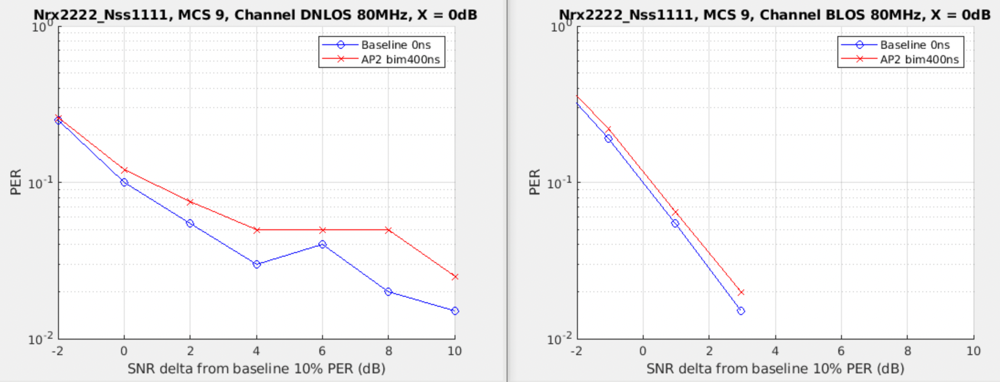 Nrx2222_Nss1111, MCS 9, Channel DNLOS 80MHz, X = 0dB
10^0
Baseline 0ns
AP2 bim400ns
PER
10^-1
10^-2
-2 0 2 4 6 8 10
SNR delta from baseline 10% PER (dB)
Nrx2222_Nss1111, MCS 9, Channel BLOS 80MHz, X = 0dB
10^0
Baseline 0ns
AP2 bim400ns
PER
10^-1
10^-2
-2 0 2 4 6 8 10
SNR delta from baseline 10% PER (dB)